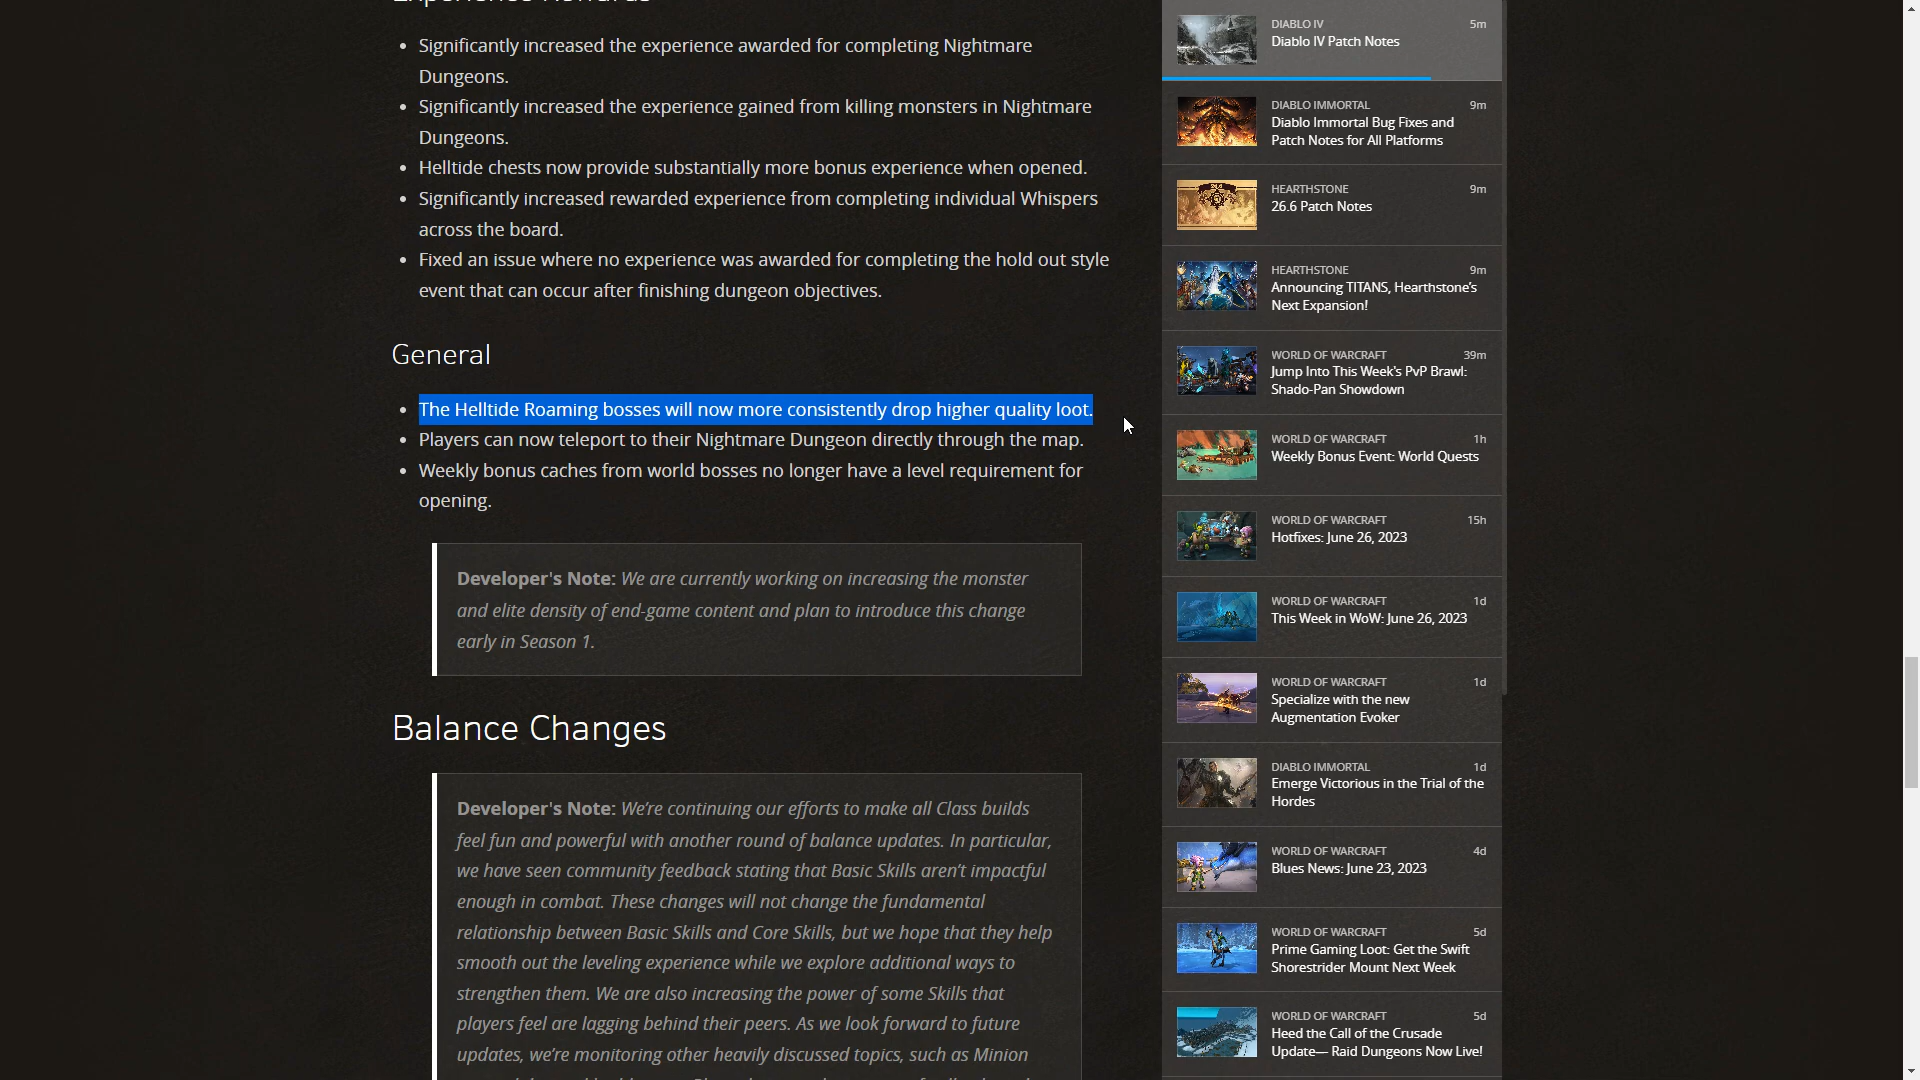 Significantly increased the experience awarded for completing Nightmare
Dungeons.
Significantly increased the experience gained from killing monsters in Nightmare
Dungeons.
Helltide chests now provide substantially more bonus experience when opened.
Significantly increased rewarded experience from completing individual Whispers
across the board.
Fixed an issue where no experience was awarded for completing the hold out style
event that can occur after finishing dungeon objectives.
General
The Helltide Roaming bosses will now more consistently drop higher quality loot.
Players can now teleport to their Nightmare Dungeon directly through the map.
Weekly bonus caches from world bosses no longer have a level requirement for
opening.
Developer's Note: We are currently working on increasing the monster
and elite density of end-game content and plan to introduce this change
early in Season 1.
Balance Changes
Developer's Note: We’re continuing our efforts to make all Class builds
feel fun and powerful with another round of balance updates. In particular,
we have seen community feedback stating that Basic Skills aren’t impactful
enough in combat. These changes will not change the fundamental
relationship between Basic Skills and Core Skills, but we hope that they help
smooth out the leveling experience while we explore additional ways to
strengthen them. We are also increasing the power of some Skills that
players feel are lagging behind their peers. As we look forward to future
updates, we’re monitoring other heavily discussed topics, such as Minion
DIABLO IV 5m
Diablo IV Patch Notes
DIABLO IMMORTAL 9m
Diablo Immortal Bug Fixes and
Patch Notes for All Platforms
HEARTHSTONE 9m
26.6 Patch Notes
HEARTHSTONE 9m
Announcing TITANS, Hearthstone’s
Next Expansion!
WORLD OF WARCRAFT 39m
Jump Into This Week's PvP Brawl:
Shado-Pan Showdown
WORLD OF WARCRAFT 1h
Weekly Bonus Event: World Quests
WORLD OF WARCRAFT 15h
Hotfixes: June 26, 2023
WORLD OF WARCRAFT 1d
This Week in WoW: June 26, 2023
WORLD OF WARCRAFT 1d
Specialize with the new
Augmentation Evoker
DIABLO IMMORTAL 1d
Emerge Victorious in the Trial of the
Hordes
WORLD OF WARCRAFT 4d
Blues News: June 23, 2023
WORLD OF WARCRAFT 5d
Prime Gaming Loot: Get the Swift
Shorestrider Mount Next Week
WORLD OF WARCRAFT 5d
Heed the Call of the Crusade
Update— Raid Dungeons Now Live!